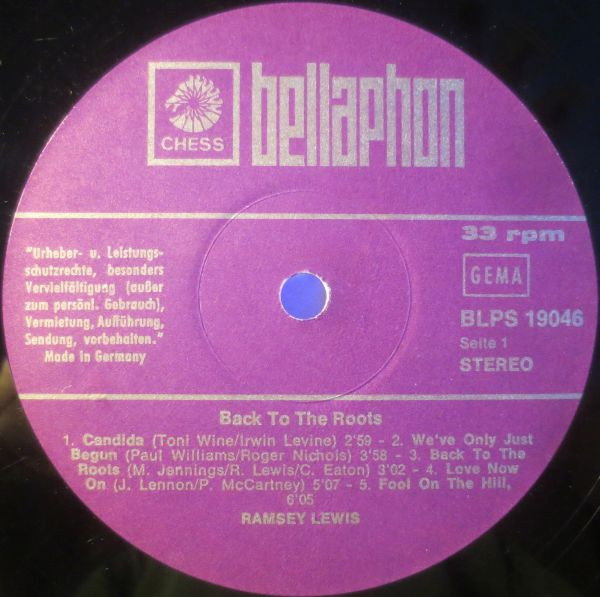 CHESS
bellaphon
"Urheber- u. Leistungs-
schutzrechte, besonders
Vervielfältigung (außer
zum persönl. Gebrauch),
Vermietung, Aufführung,
Sendung, vorbehalten."
Made in Germany
33 rpm
GEMA
BLPS 19046
Seite 1
STEREO
Back To The Roots
1. Candida (Toni Wine/Irwin Levine) 2'59 - 2. We've Only Just
Begun (Paul Williams/Roger Nichols) 3'58 - 3. Back To The
Roots (M. Jennings/R. Lewis/C. Eaton) 3'02 - 4. Love Now
On (J. Lennon/P. McCartney) 5'07 - 5. Fool On The Hill,
6'05
RAMSEY LEWIS